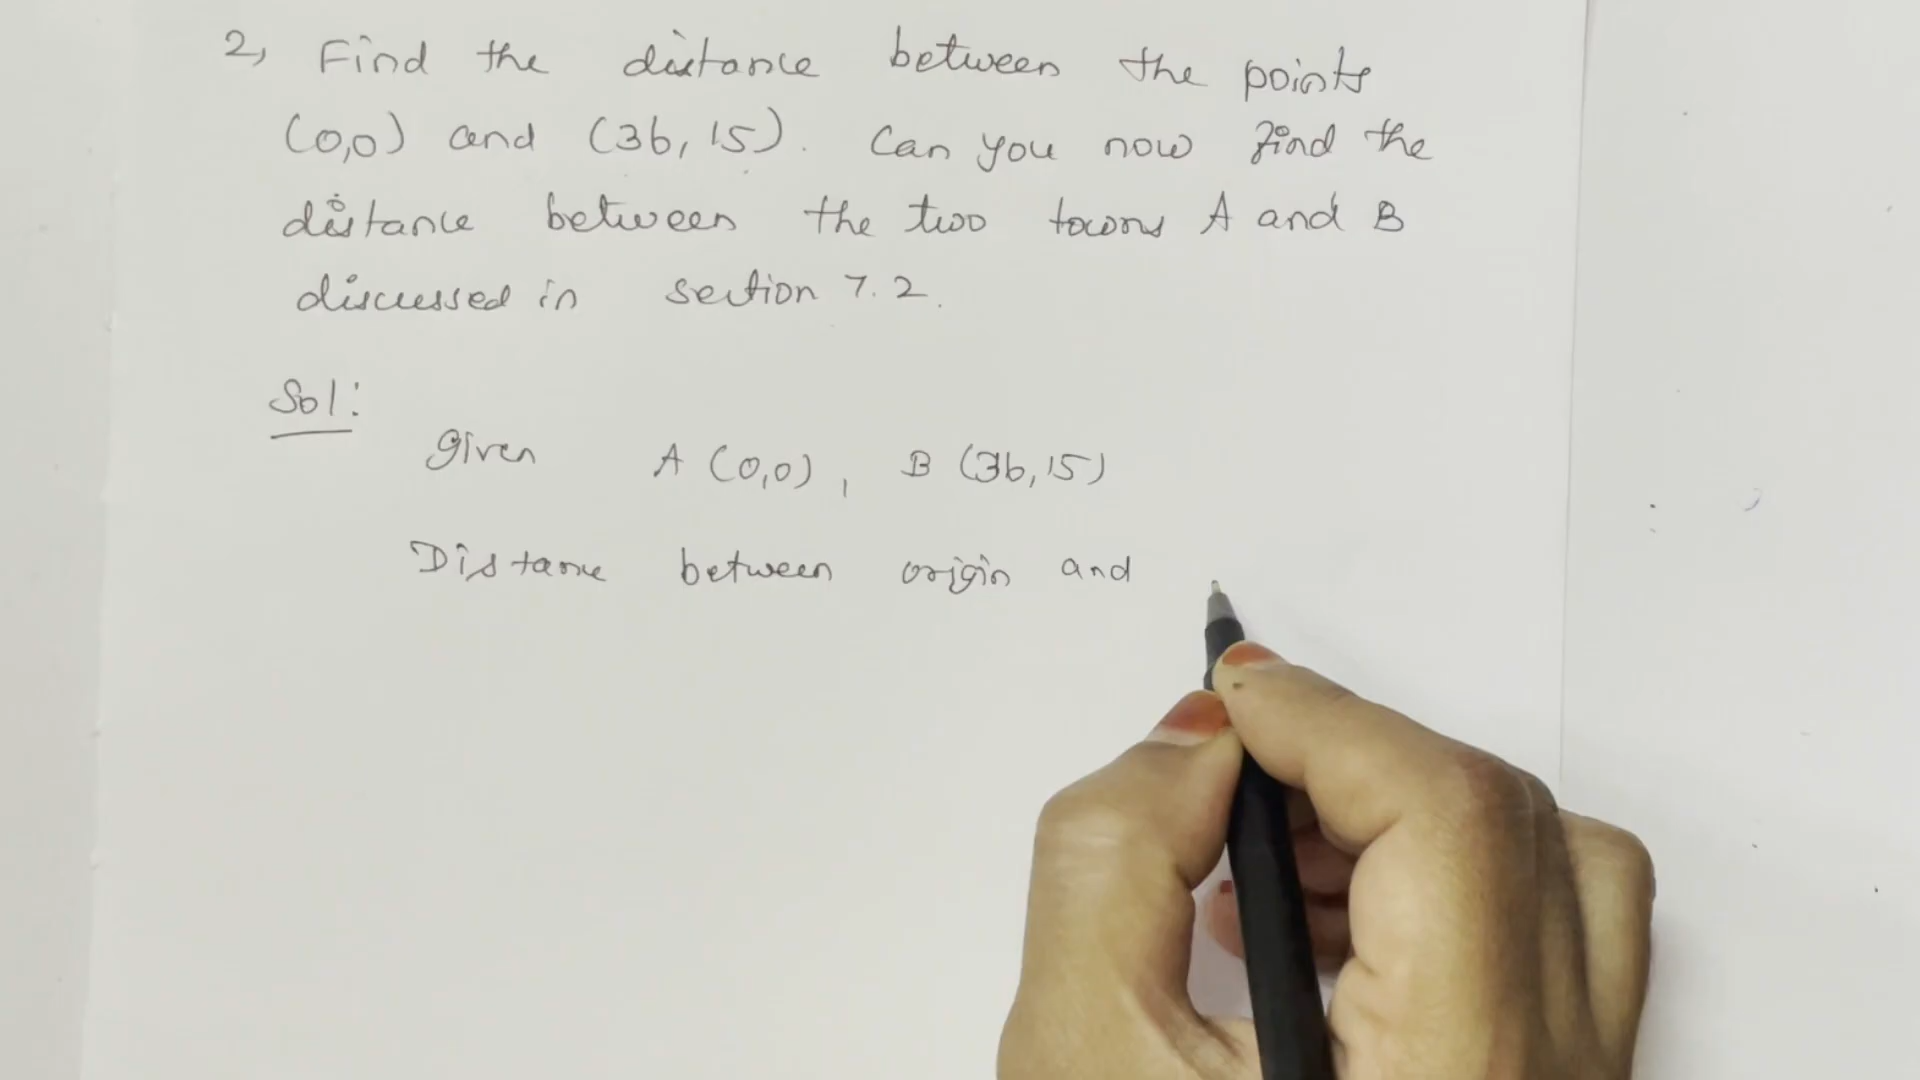 2, Find the distance between the points
(0,0) and (36,15). Can you now find the
distance between the two towns A and B
discussed in section 7.2.
Sol:
Given A (0,0), B (36,15)
Distance between origin and